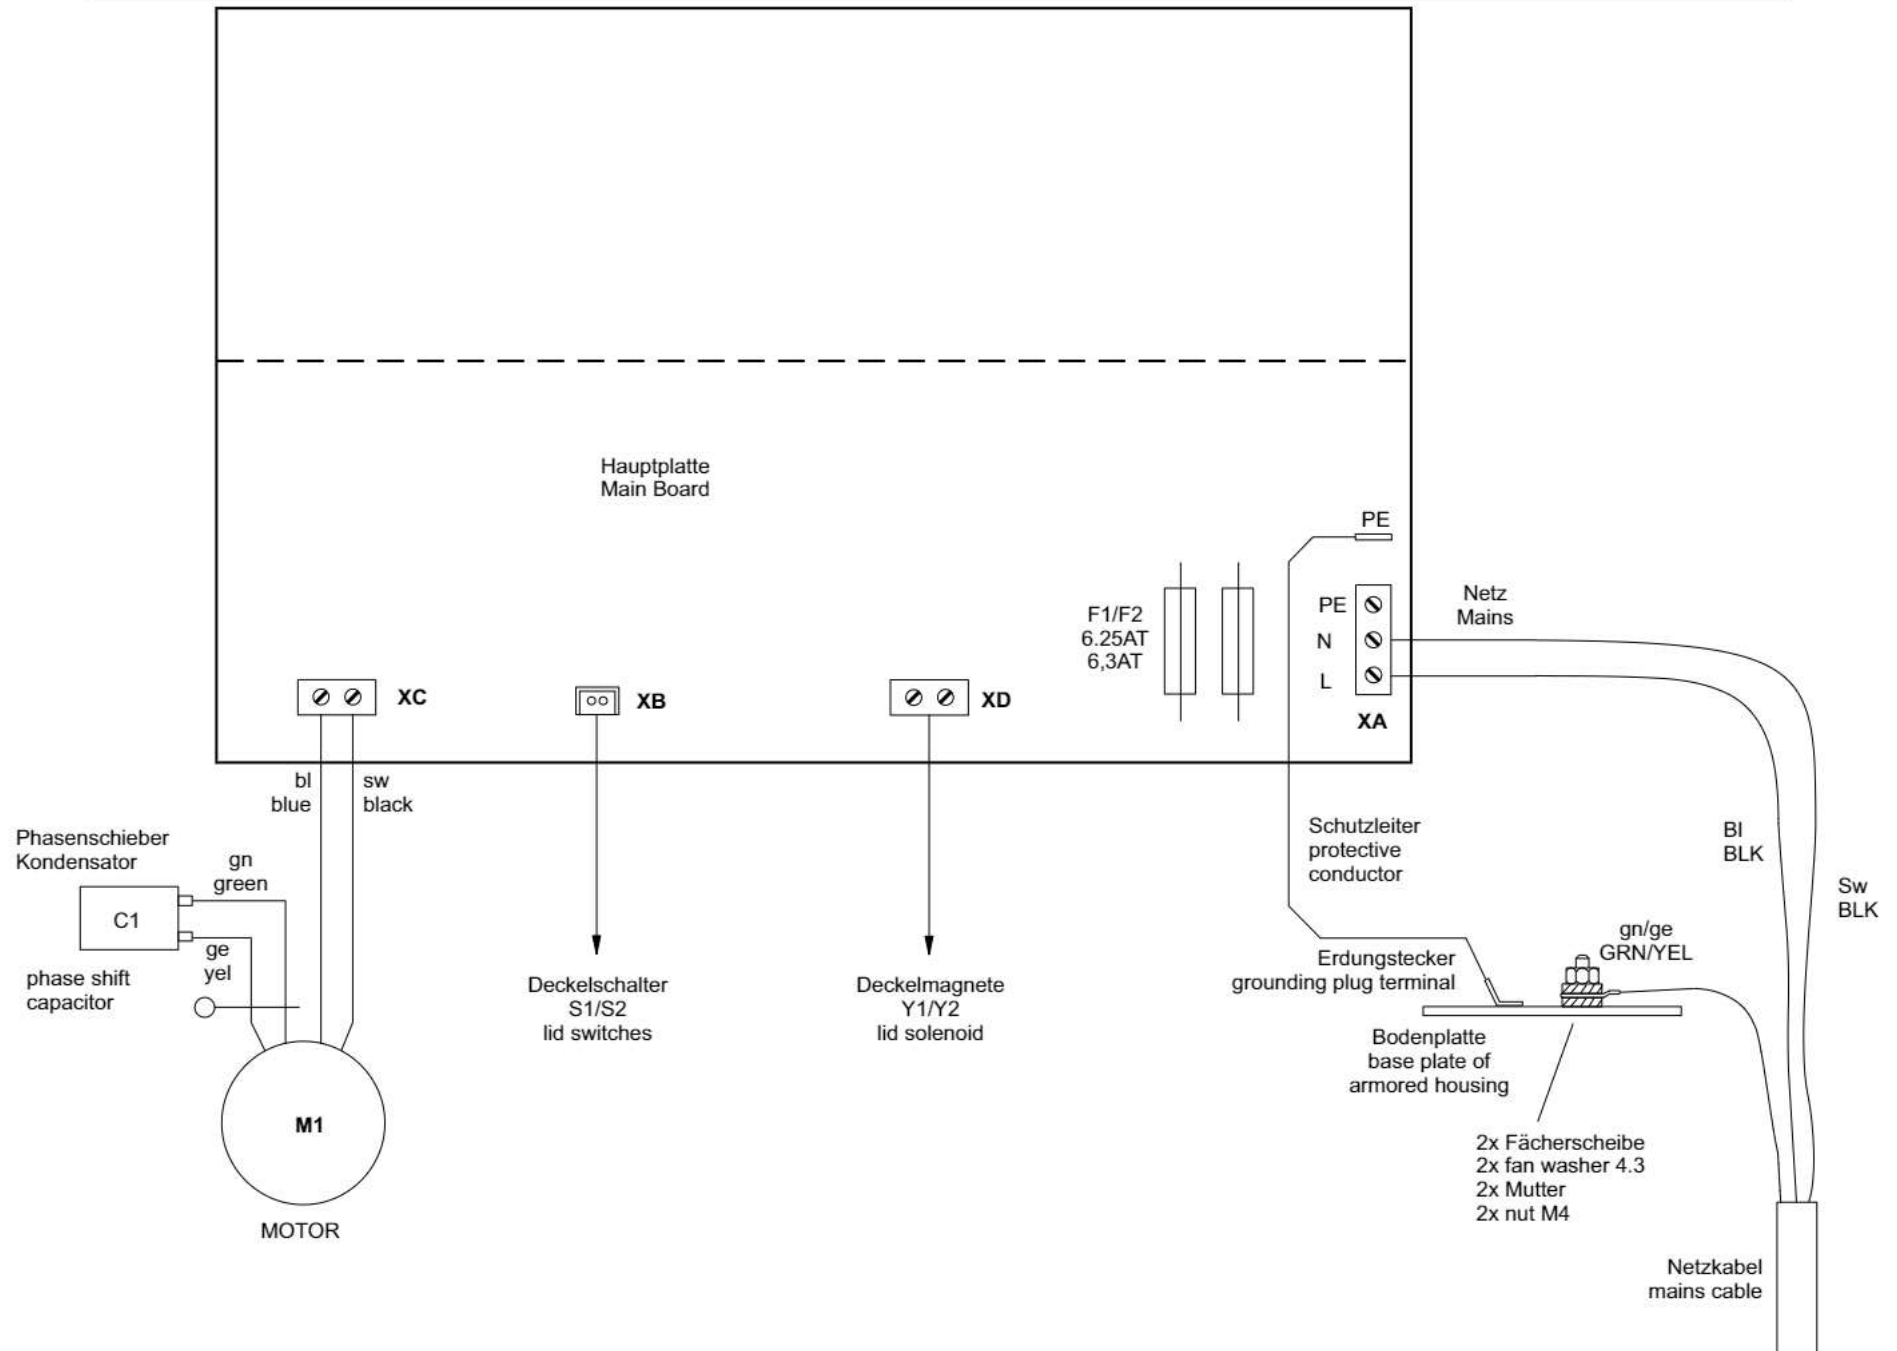 Hauptplatte
Main Board
PE
F1/F2
6.25AT
6,3AT
PE
N
L
XA
Netz
Mains
XC
XB
XD
bl
blue
sw
black
Phasenschieber
Kondensator
gn
green
C1
ge
yel
phase shift
capacitor
M1
MOTOR
Deckelschalter
S1/S2
lid switches
Deckelmagnete
Y1/Y2
lid solenoid
Schutzleiter
protective
conductor
Erdungstecker
grounding plug terminal
gn/ge
GRN/YEL
Bl
BLK
Sw
BLK
Bodenplatte
base plate of
armored housing
2x Fächerscheibe
2x fan washer 4.3
2x Mutter
2x nut M4
Netzkabel
mains cable